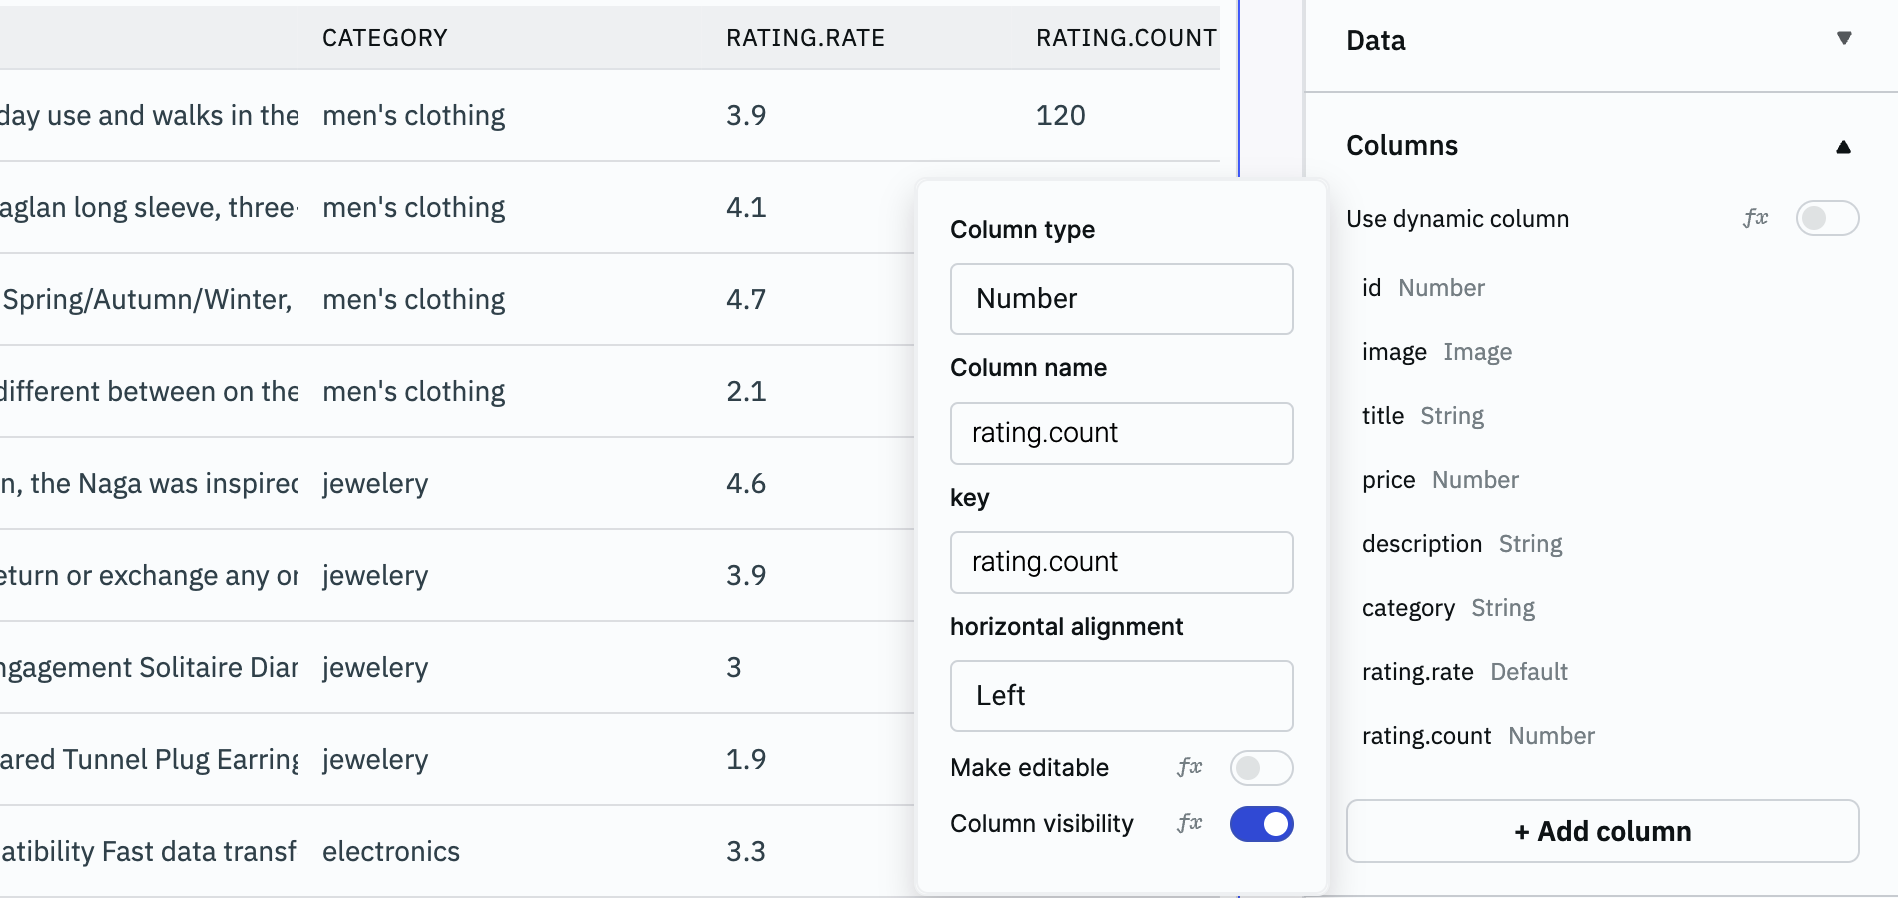 CATEGORY RATING.RATE RATING.COUNT
day use and walks in the men's clothing 3.9 120
aglan long sleeve, three- men's clothing 4.1
Spring/Autumn/Winter, men's clothing 4.7
different between on the men's clothing 2.1
n, the Naga was inspired jewelery 4.6
eturn or exchange any or jewelery 3.9
ngagement Solitaire Diar jewelery 3
ared Tunnel Plug Earring jewelery 1.9
atibility Fast data transf electronics 3.3
Column type
Number
Column name
rating.count
key
rating.count
horizontal alignment
Left
Make editable fx
Column visibility fx
Data
Columns
Use dynamic column fx
id Number
image Image
title String
price Number
description String
category String
rating.rate Default
rating.count Number
+ Add column